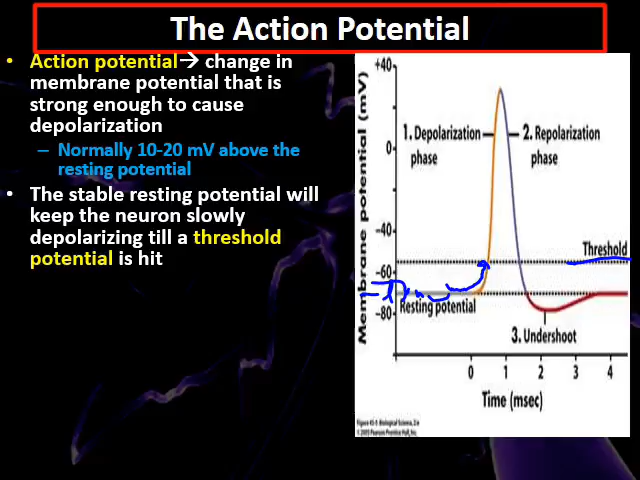 The Action Potential
• Action potential→ change in
membrane potential that is
strong enough to cause
depolarization
– Normally 10-20 mV above the
resting potential
• The stable resting potential will
keep the neuron slowly
depolarizing till a threshold
potential is hit
Membrane potential (mV)
+40
0
−40
−60
−80
1. Depolarization
phase
2. Repolarization
phase
Threshold
Resting potential
3. Undershoot
0 1 2 3 4
Time (msec)